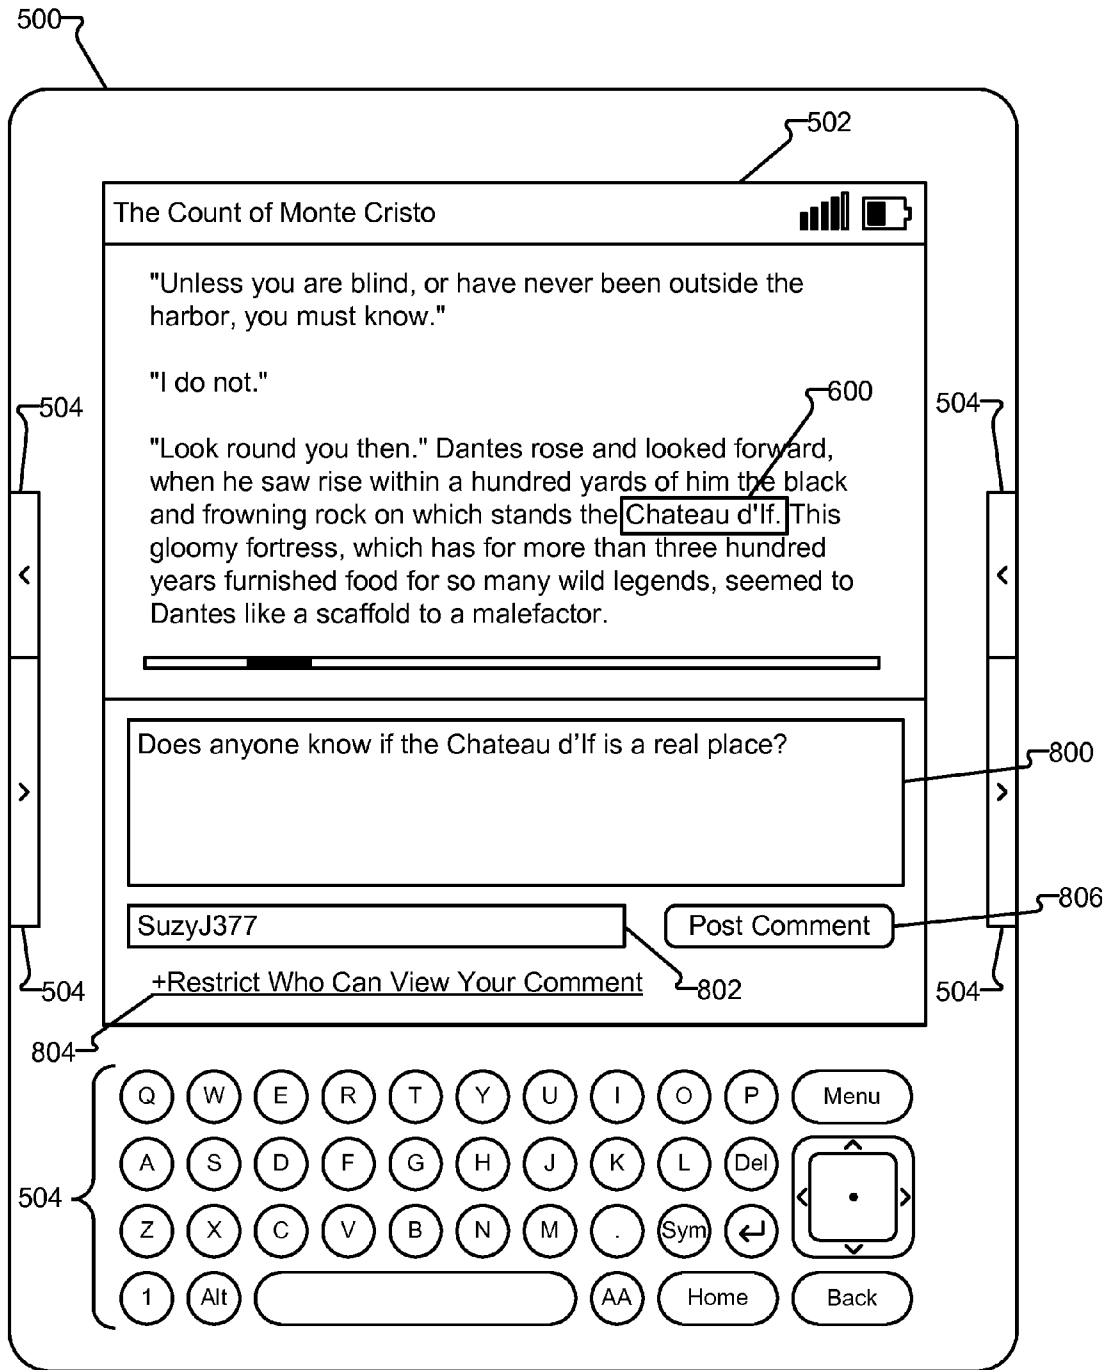 500
502
The Count of Monte Cristo
"Unless you are blind, or have never been outside the
harbor, you must know."
"I do not."
600
504
504
"Look round you then." Dantes rose and looked forward,
when he saw rise within a hundred yards of him the black
and frowning rock on which stands the Chateau d'If. This
gloomy fortress, which has for more than three hundred
years furnished food for so many wild legends, seemed to
Dantes like a scaffold to a malefactor.
<
<
Does anyone know if the Chateau d’If is a real place?
800
>
>
806
SuzyJ377
Post Comment
+Restrict Who Can View Your Comment
802
504
504
804
Q W E R T Y U I O P Menu
A S D F G H J K L Del
504
Z X C V B N M . Sym ↵
1 Alt AA Home Back